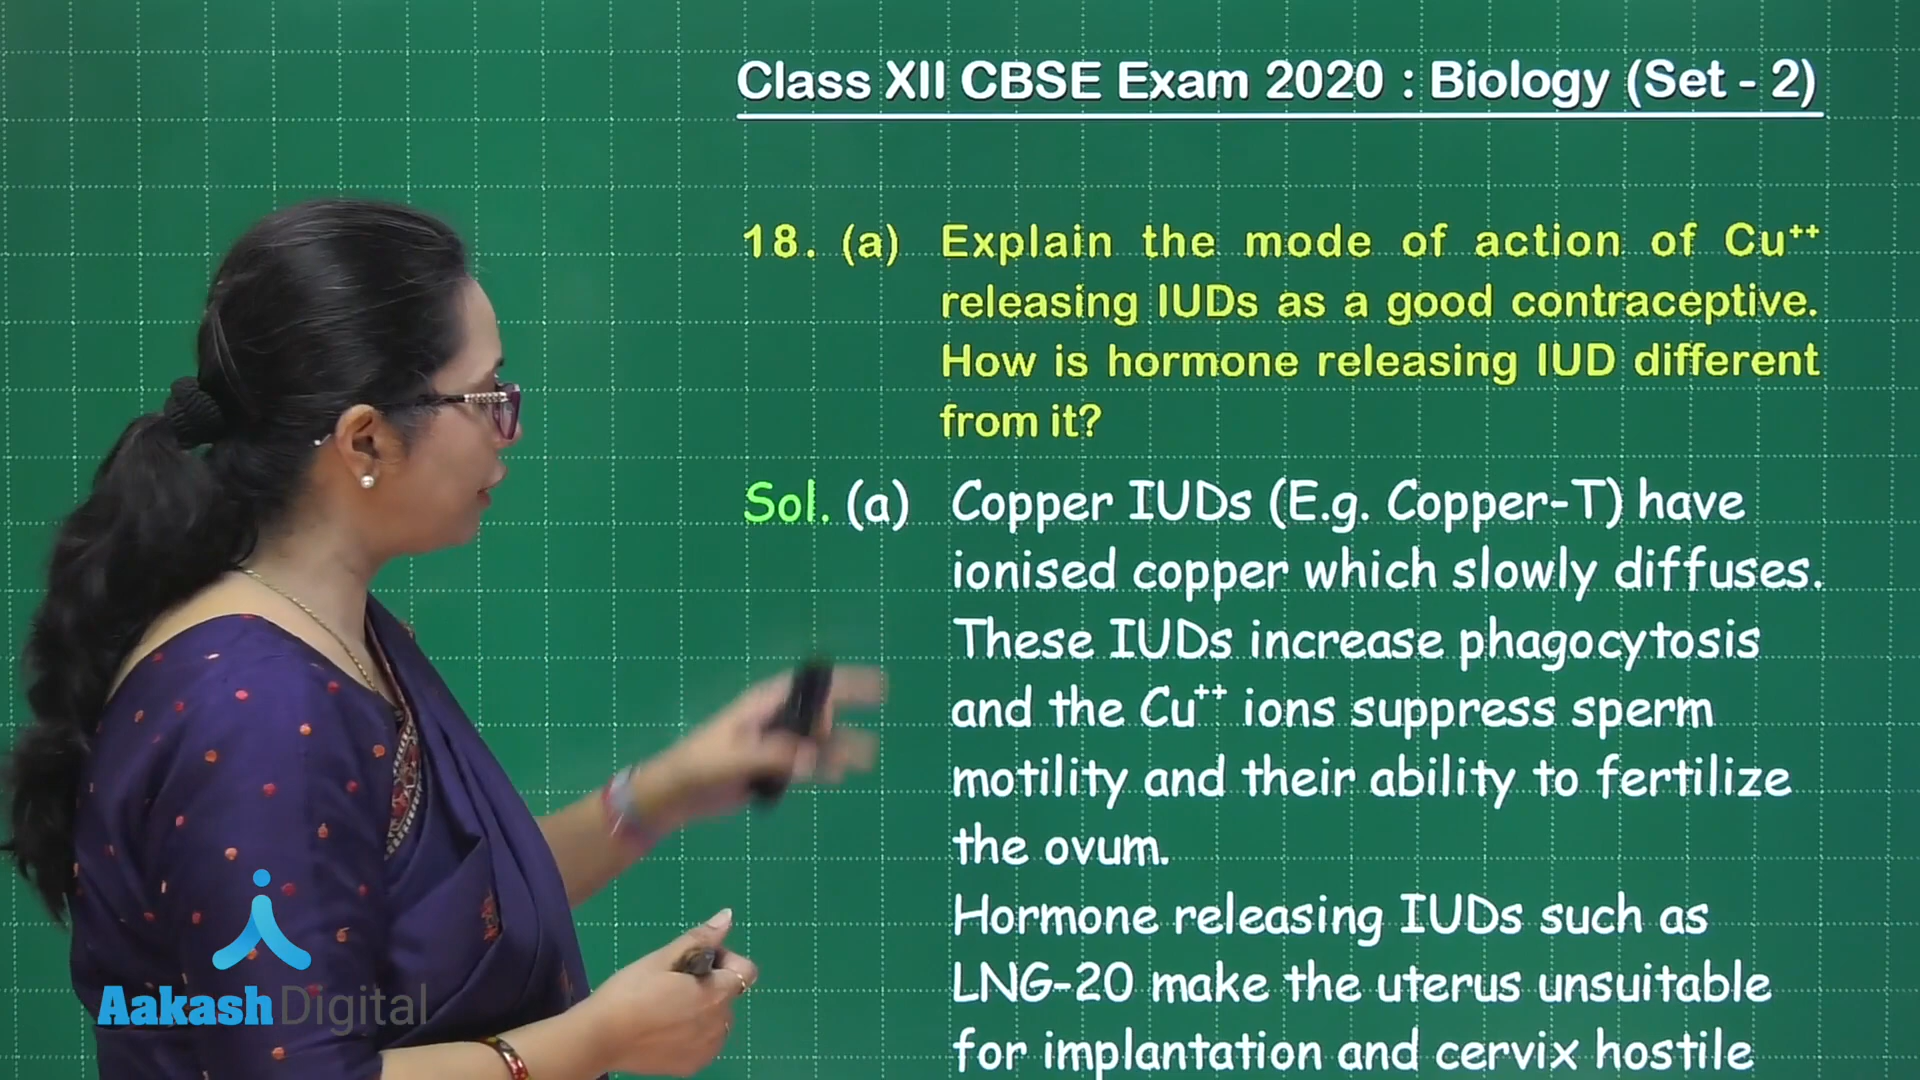 Class XII CBSE Exam 2020 : Biology (Set - 2)
18. (a) Explain the mode of action of Cu⁺⁺
releasing IUDs as a good contraceptive.
How is hormone releasing IUD different
from it?
Sol. (a) Copper IUDs (E.g. Copper-T) have
ionised copper which slowly diffuses.
These IUDs increase phagocytosis
and the Cu⁺⁺ ions suppress sperm
motility and their ability to fertilize
the ovum.
Hormone releasing IUDs such as
LNG-20 make the uterus unsuitable
for implantation and cervix hostile
Aakash Digital